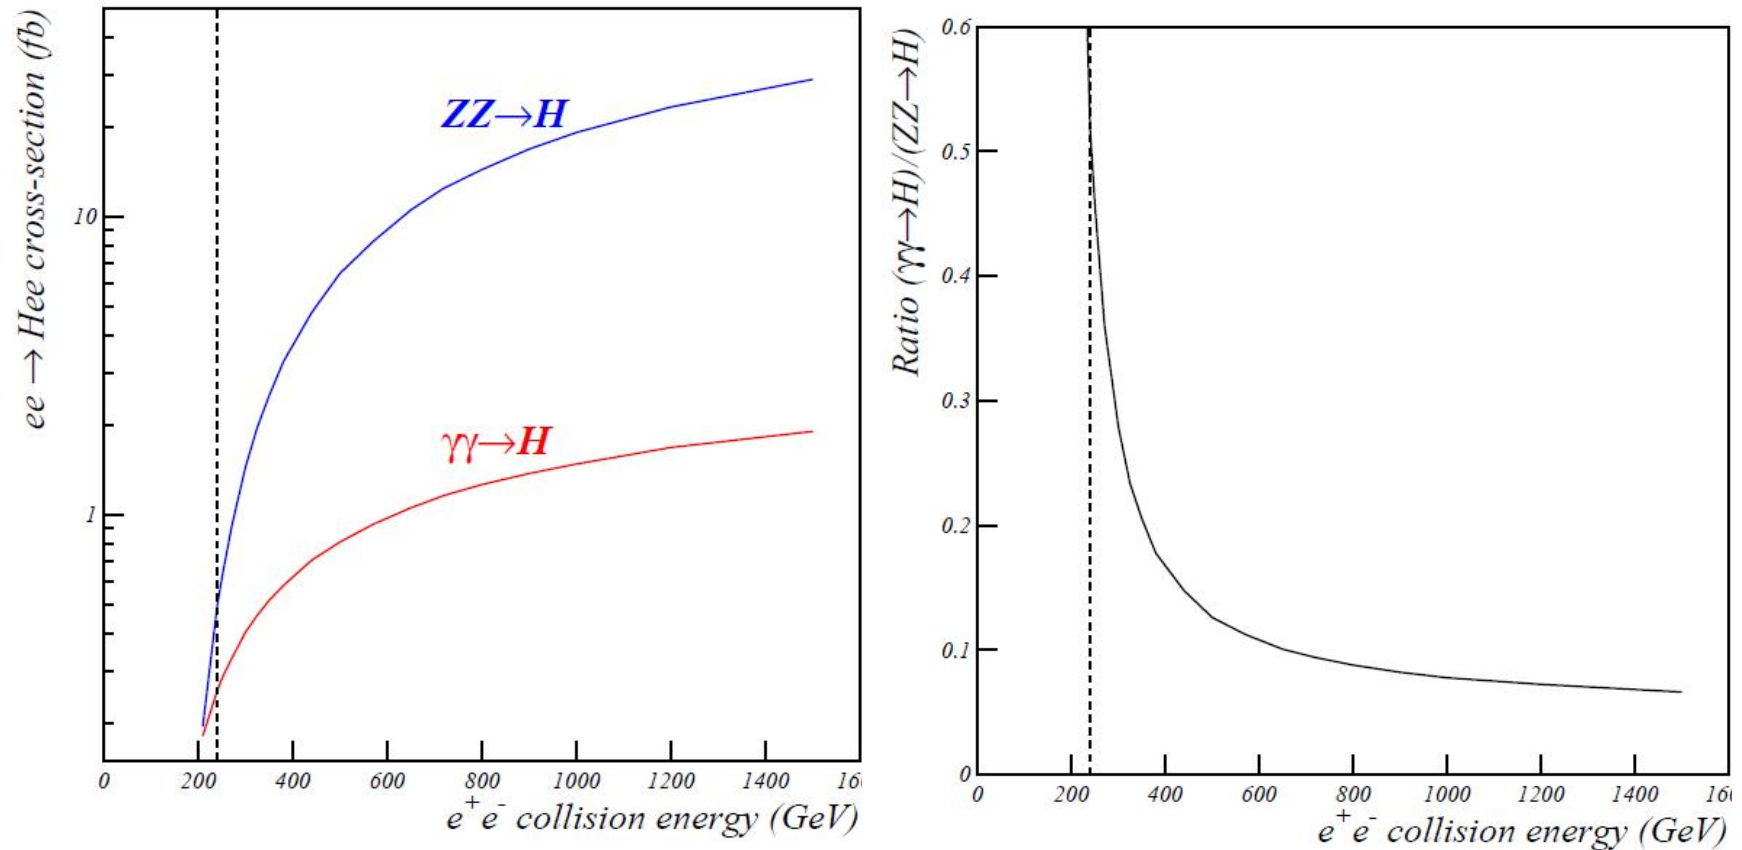 ee → Hee cross-section (fb)
10
1
ZZ→H
γγ→H
0 200 400 600 800 1000 1200 1400 160
e+e- collision energy (GeV)
Ratio (γγ→H)/(ZZ→H)
0.6
0.5
0.4
0.3
0.2
0.1
0
0 200 400 600 800 1000 1200 1400 160
e+e- collision energy (GeV)